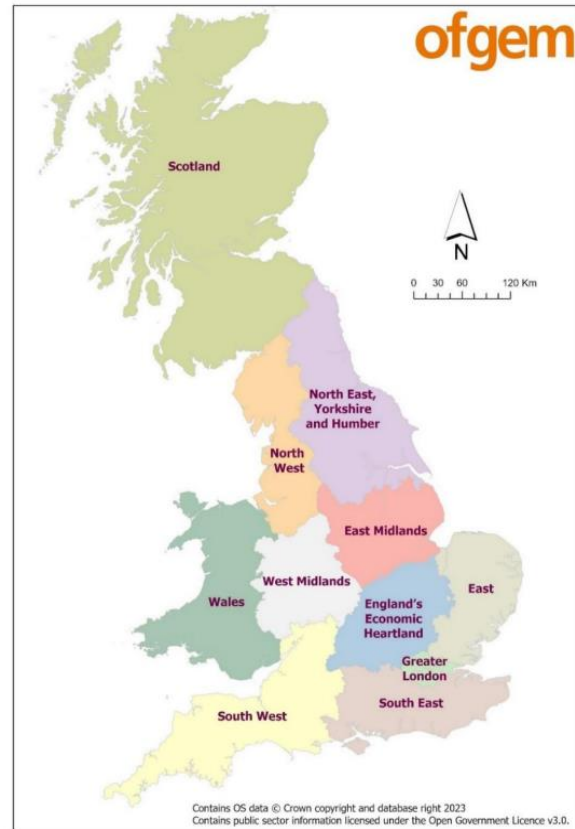 ofgem
Scotland
N
0 30 60 120 Km
North East,
Yorkshire
and Humber
North
West
East Midlands
West Midlands
Wales
East
England's
Economic
Heartland
Greater
London
South West
South East
Contains OS data © Crown copyright and database right 2023
Contains public sector information licensed under the Open Government Licence v3.0.